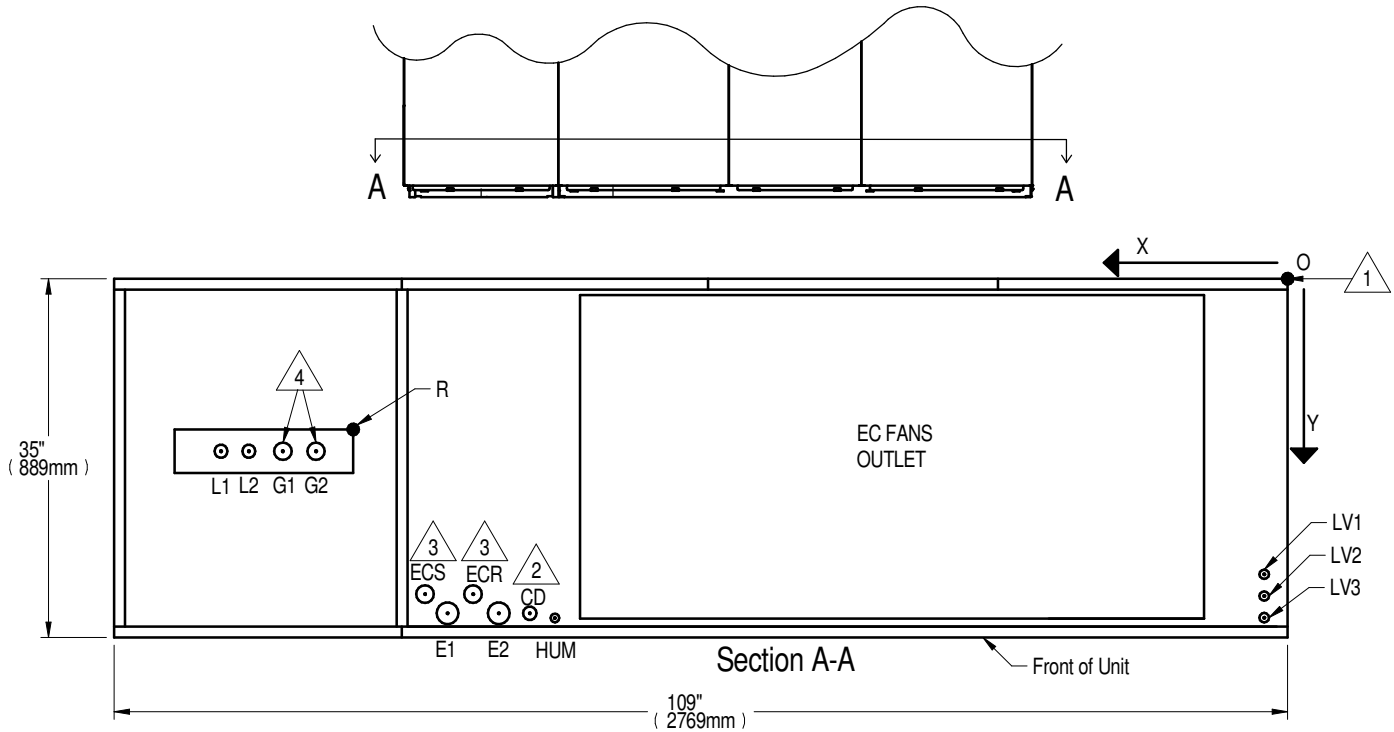 A
A
X
O
1
4
R
Y
35"
( 889mm )
EC FANS
OUTLET
L1 L2 G1 G2
LV1
3
3
ECS
ECR
2
CD
LV2
LV3
E1
E2
HUM
Section A-A
Front of Unit
109"
( 2769mm )